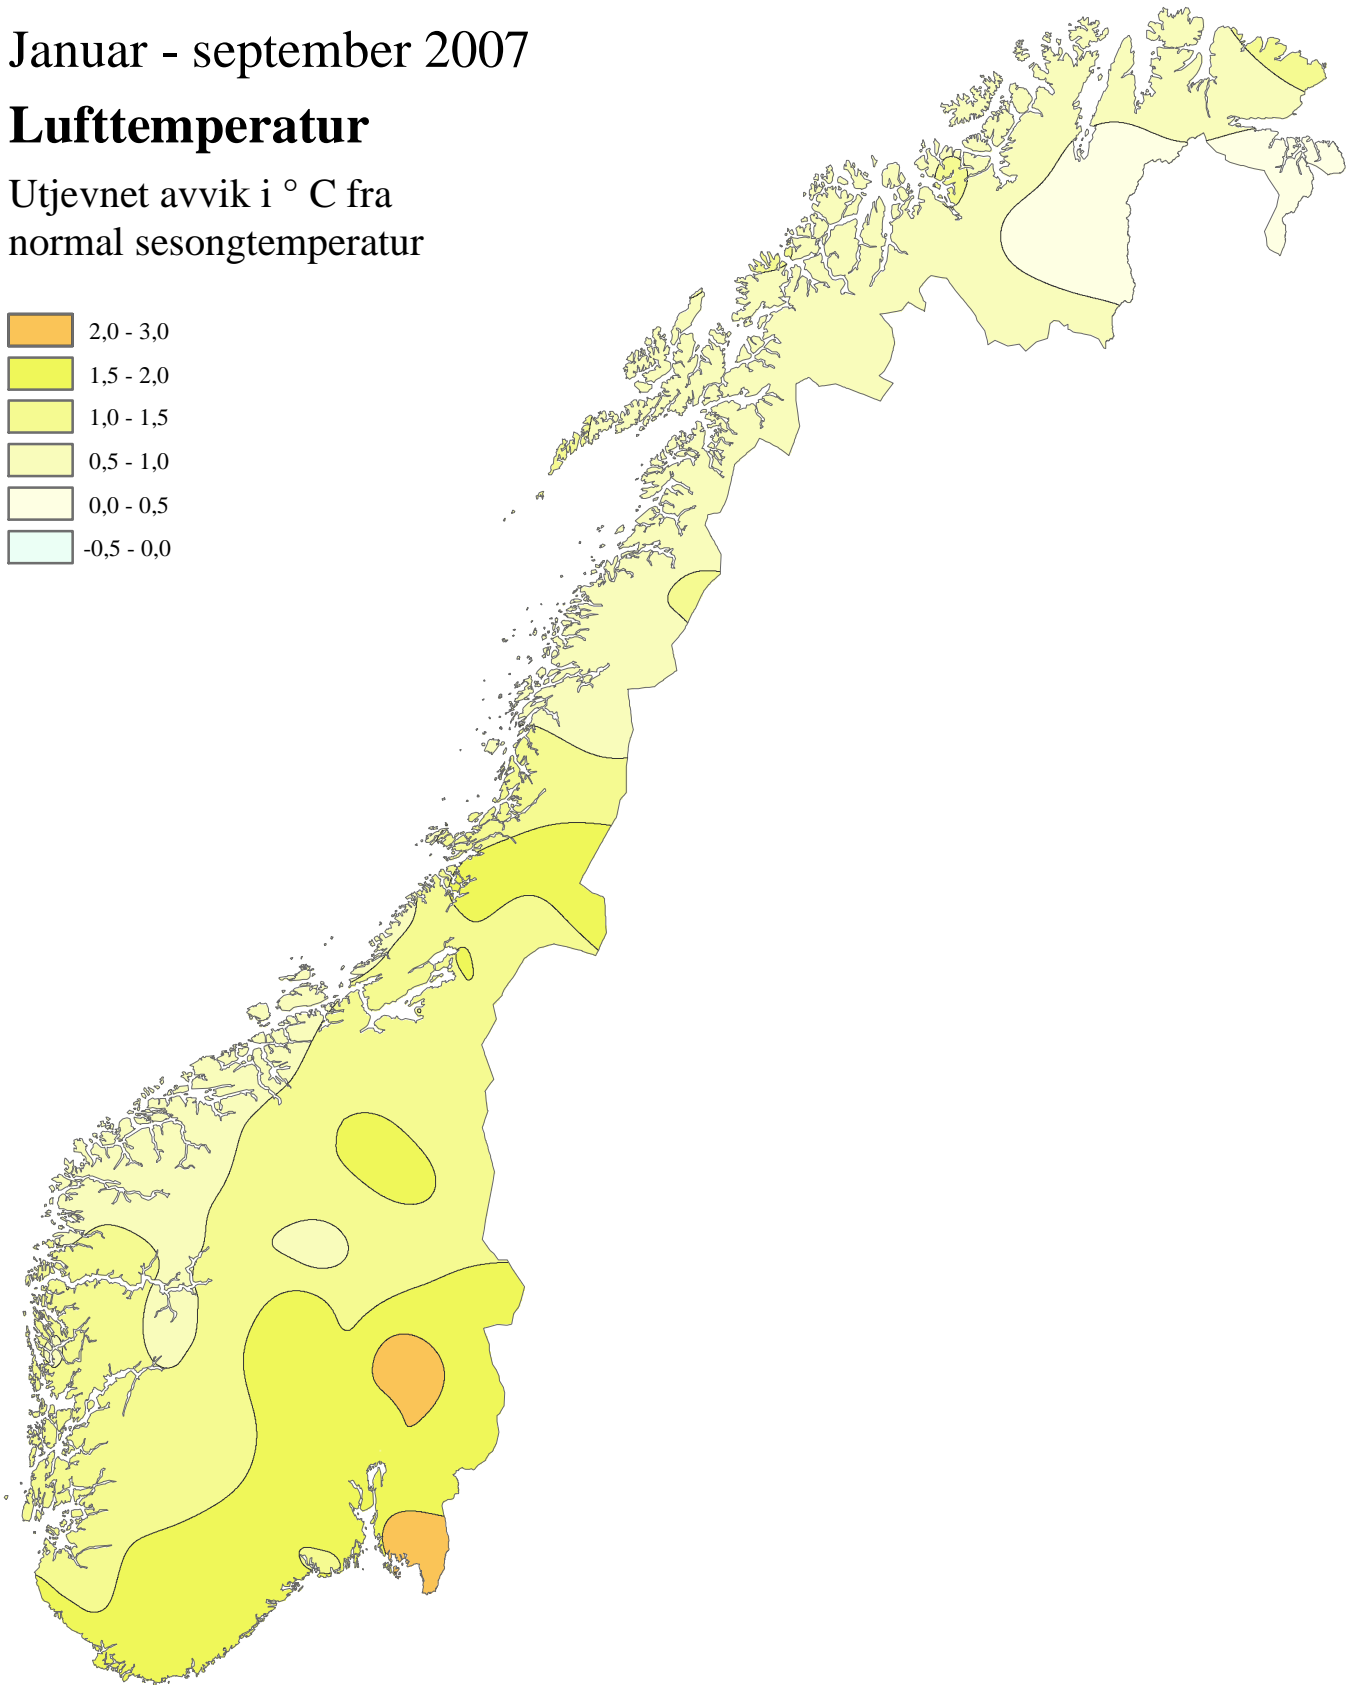 Januar - september 2007
Lufttemperatur
Utjevnet avvik i ° C fra
normal sesongtemperatur
2,0 - 3,0
1,5 - 2,0
1,0 - 1,5
0,5 - 1,0
0,0 - 0,5
-0,5 - 0,0